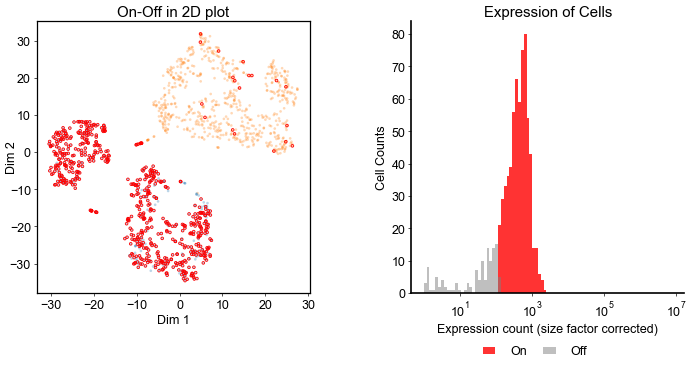 On-Off in 2D plot
Dim 2
30
20
10
0
−10
−20
−30
−30 −20 −10 0 10 20 30
Dim 1
Expression of Cells
Cell Counts
80
70
60
50
40
30
20
10
0
10^1 10^3 10^5 10^7
Expression count (size factor corrected)
On Off